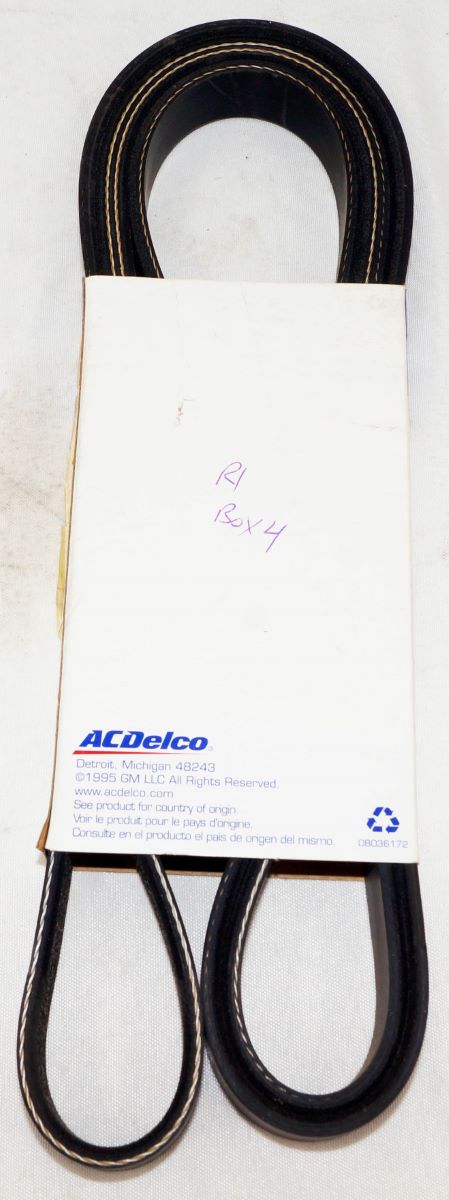 R1
Box 4
ACDelco
Detroit, Michigan 48243
©1995 GM LLC All Rights Reserved.
www.acdelco.com
See product for country of origin.
Voir le produit pour le pays d'origine.
Consulte en el producto el pais de origen del mismo.
08036172